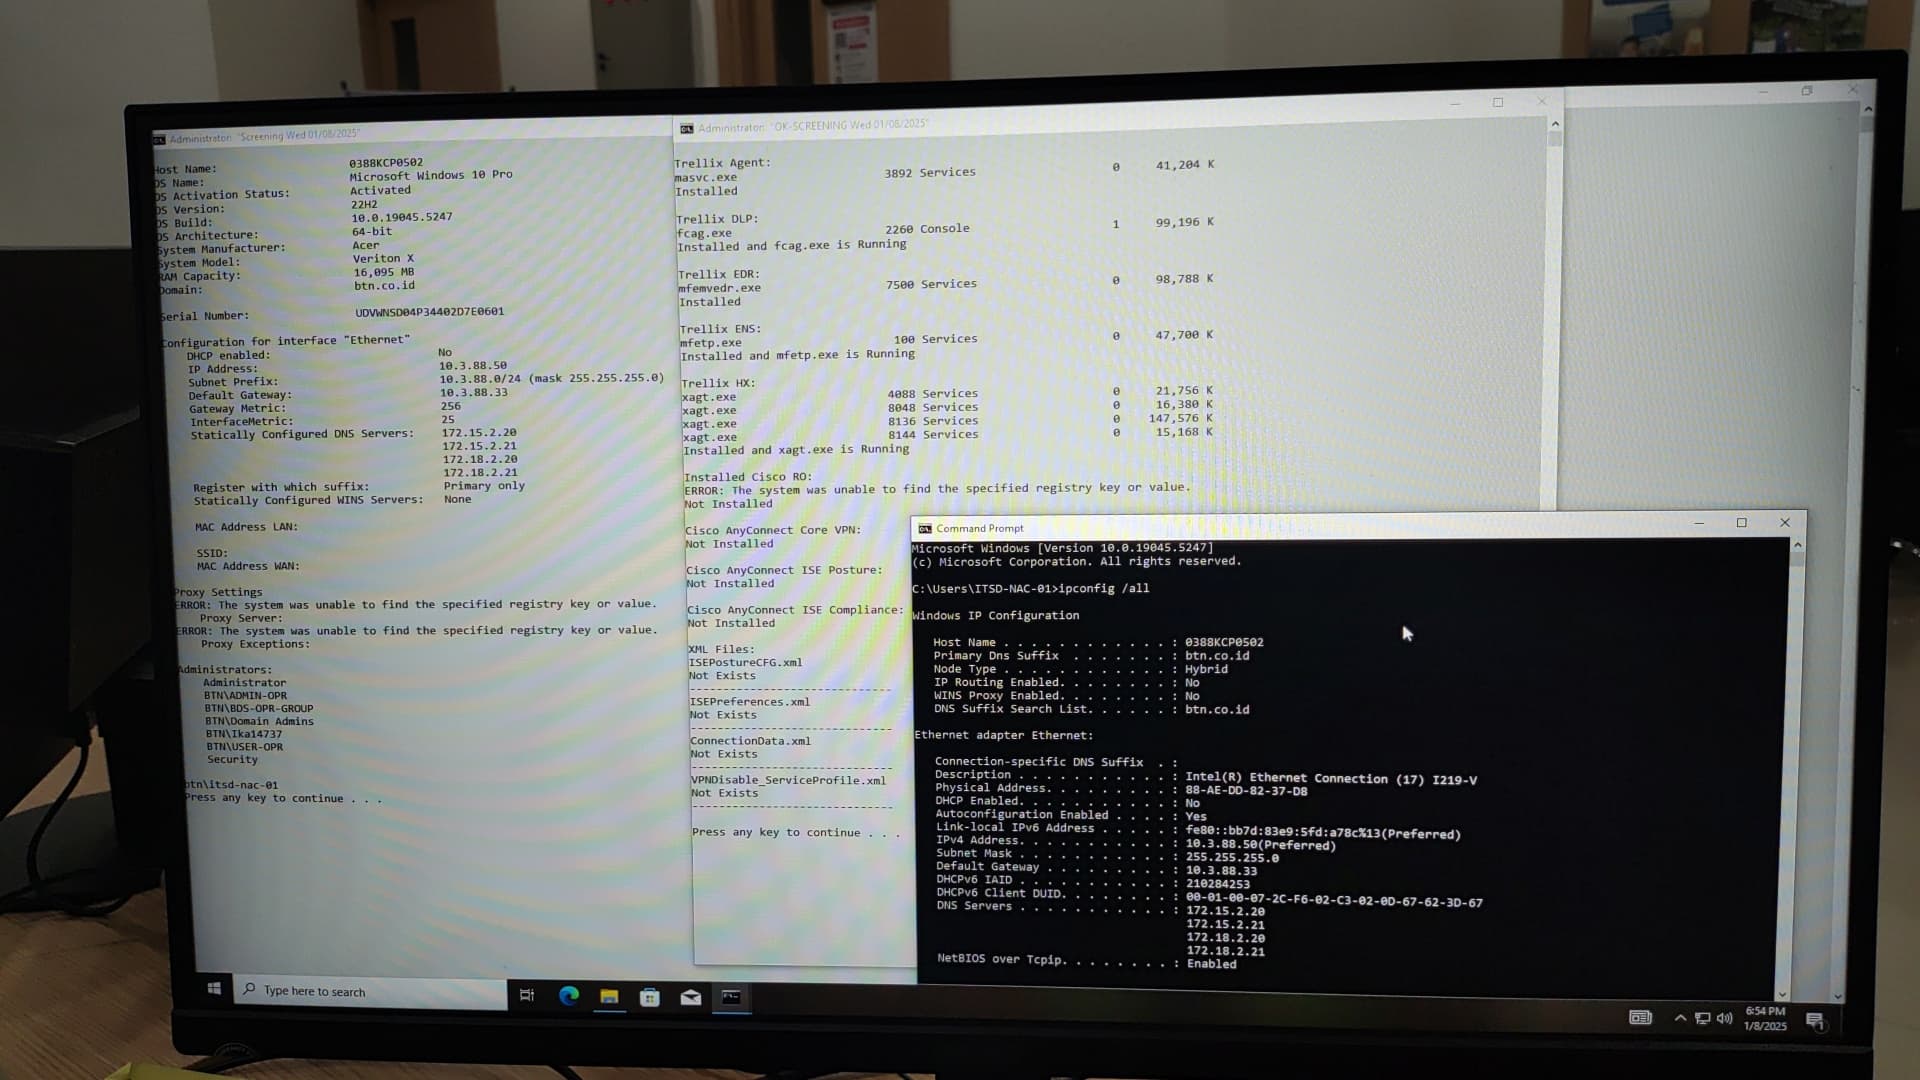 Administrator: "Screening Wed 01/08/2025"
Host Name: 0388KCP0502
OS Name: Microsoft Windows 10 Pro
OS Activation Status: Activated
OS Version: 22H2
OS Build: 10.0.19045.5247
OS Architecture: 64-bit
System Manufacturer: Acer
System Model: Veriton X
RAM Capacity: 16,095 MB
Domain: btn.co.id
Serial Number: UDVWNSD04P34402D7E0601
Configuration for interface "Ethernet"
DHCP enabled: No
IP Address: 10.3.88.50
Subnet Prefix: 10.3.88.0/24 (mask 255.255.255.0)
Default Gateway: 10.3.88.33
Gateway Metric: 256
InterfaceMetric: 25
Statically Configured DNS Servers: 172.15.2.20
172.15.2.21
172.18.2.20
172.18.2.21
Register with which suffix: Primary only
Statically Configured WINS Servers: None
MAC Address LAN:
SSID:
MAC Address WAN:
Proxy Settings
ERROR: The system was unable to find the specified registry key or value.
Proxy Server:
ERROR: The system was unable to find the specified registry key or value.
Proxy Exceptions:
Administrators:
Administrator
BTN\ADMIN-OPR
BTN\BDS-OPR-GROUP
BTN\Domain Admins
BTN\Ika14737
BTN\USER-OPR
Security
btn\itsd-nac-01
Press any key to continue . . .
Administrator: "OK-SCREENING Wed 01/08/2025"
Trellix Agent:
masvc.exe 3892 Services 0 41,204 K
Installed
Trellix DLP:
fcag.exe 2260 Console 1 99,196 K
Installed and fcag.exe is Running
Trellix EDR:
mfemvedr.exe 7500 Services 0 98,788 K
Installed
Trellix ENS:
mfetp.exe 100 Services 0 47,700 K
Installed and mfetp.exe is Running
Trellix HX:
xagt.exe 4088 Services 0 21,756 K
xagt.exe 8048 Services 0 16,380 K
xagt.exe 8136 Services 0 147,576 K
xagt.exe 8144 Services 0 15,168 K
Installed and xagt.exe is Running
Installed Cisco RO:
ERROR: The system was unable to find the specified registry key or value.
Not Installed
Cisco AnyConnect Core VPN:
Not Installed
Cisco AnyConnect ISE Posture:
Not Installed
Cisco AnyConnect ISE Compliance:
Not Installed
XML Files:
ISEPostureCFG.xml
Not Exists
-------------------------------
ISEPreferences.xml
Not Exists
-------------------------------
ConnectionData.xml
Not Exists
-------------------------------
VPNDisable_ServiceProfile.xml
Not Exists
-------------------------------
Press any key to continue . . .
Command Prompt
Microsoft Windows [Version 10.0.19045.5247]
(c) Microsoft Corporation. All rights reserved.
C:\Users\ITSD-NAC-01>ipconfig /all
Windows IP Configuration
Host Name . . . . . . . . . . . . : 0388KCP0502
Primary Dns Suffix . . . . . . . : btn.co.id
Node Type . . . . . . . . . . . . : Hybrid
IP Routing Enabled. . . . . . . . : No
WINS Proxy Enabled. . . . . . . . : No
DNS Suffix Search List. . . . . . : btn.co.id
Ethernet adapter Ethernet:
Connection-specific DNS Suffix . :
Description . . . . . . . . . . . : Intel(R) Ethernet Connection (17) I219-V
Physical Address. . . . . . . . . : 88-AE-DD-82-37-D8
DHCP Enabled. . . . . . . . . . . : No
Autoconfiguration Enabled . . . . : Yes
Link-local IPv6 Address . . . . . : fe80::bb7d:83e9:5fd:a78c%13(Preferred)
IPv4 Address. . . . . . . . . . . : 10.3.88.50(Preferred)
Subnet Mask . . . . . . . . . . . : 255.255.255.0
Default Gateway . . . . . . . . . : 10.3.88.33
DHCPv6 IAID . . . . . . . . . . . : 210284253
DHCPv6 Client DUID. . . . . . . . : 00-01-00-07-2C-F6-02-C3-02-0D-67-62-3D-67
DNS Servers . . . . . . . . . . . : 172.15.2.20
172.15.2.21
172.18.2.20
172.18.2.21
NetBIOS over Tcpip. . . . . . . . : Enabled
Type here to search
6:54 PM
1/8/2025
1